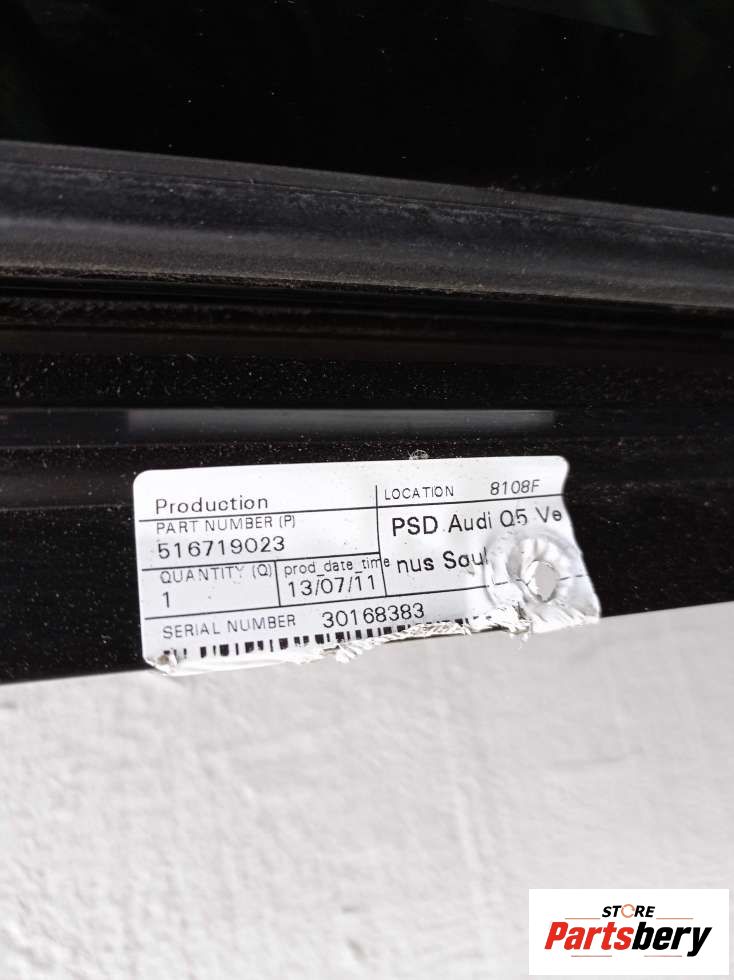 Production
PART NUMBER (P)
516719023
QUANTITY (Q)
1
prod_date_time
13/07/11
LOCATION 8108F
PSD Audi Q5 Ve
nus Soul
SERIAL NUMBER 30168383
STORE
Partsbery